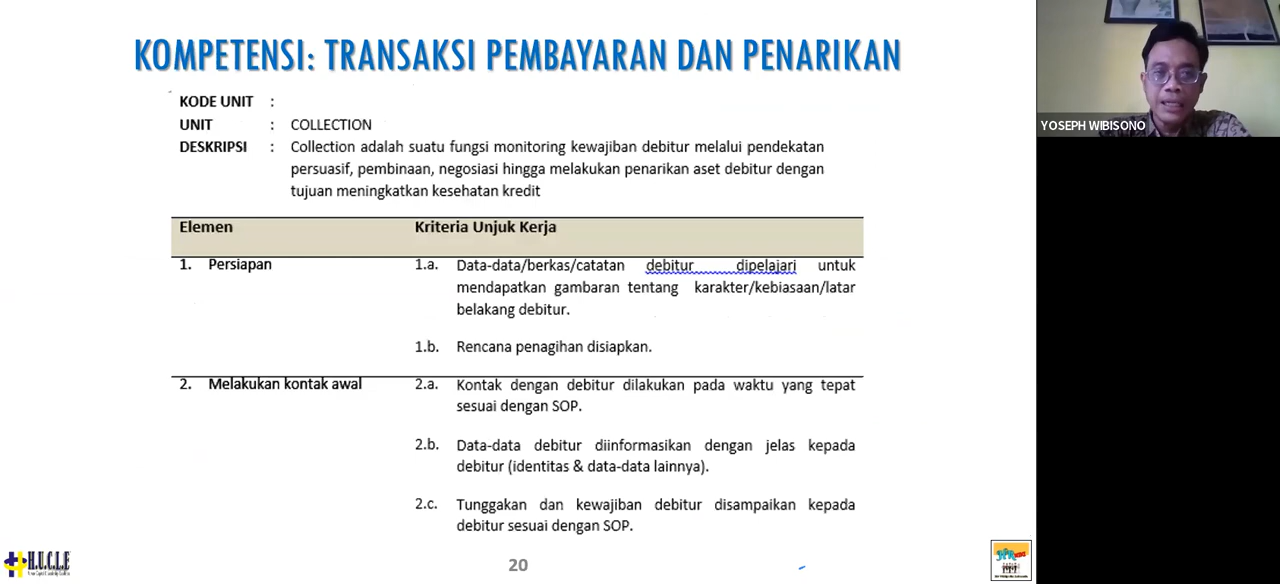 KOMPETENSI: TRANSAKSI PEMBAYARAN DAN PENARIKAN
KODE UNIT :
UNIT : COLLECTION
DESKRIPSI : Collection adalah suatu fungsi monitoring kewajiban debitur melalui pendekatan
persuasif, pembinaan, negosiasi hingga melakukan penarikan aset debitur dengan
tujuan meningkatkan kesehatan kredit
Elemen Kriteria Unjuk Kerja
1. Persiapan 1.a. Data-data/berkas/catatan debitur dipelajari untuk
mendapatkan gambaran tentang karakter/kebiasaan/latar
belakang debitur.
1.b. Rencana penagihan disiapkan.
2. Melakukan kontak awal 2.a. Kontak dengan debitur dilakukan pada waktu yang tepat
sesuai dengan SOP.
2.b. Data-data debitur diinformasikan dengan jelas kepada
debitur (identitas & data-data lainnya).
2.c. Tunggakan dan kewajiban debitur disampaikan kepada
debitur sesuai dengan SOP.
HUCLE
20
YOSEPH WIBISONO